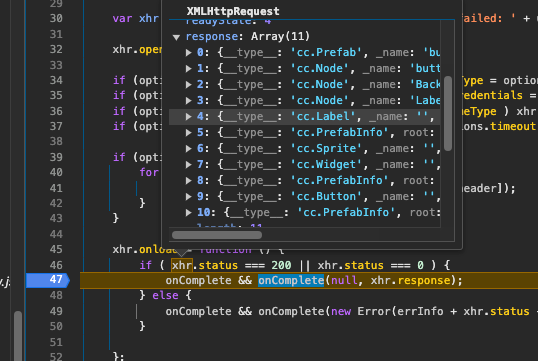 XMLHttpRequest
readyState: 4
response: Array(11)
0: {__type__: 'cc.Prefab', _name: 'bu
1: {__type__: 'cc.Node', _name: 'butt
2: {__type__: 'cc.Node', _name: 'Back
3: {__type__: 'cc.Node', _name: 'Labe
4: {__type__: 'cc.Label', _name: '',
5: {__type__: 'cc.PrefabInfo', root:
6: {__type__: 'cc.Sprite', _name: '',
7: {__type__: 'cc.Widget', _name: '',
8: {__type__: 'cc.PrefabInfo', root:
9: {__type__: 'cc.Button', _name: '',
10: {__type__: 'cc.PrefabInfo', root:
length: 11
29
30 var xhr ailed: ' + u
31
32 xhr.open
33
34 if (opti Type = option
35 if (opti redentials =
36 if (opti meType ) xhr
37 if (opti ions.timeout
38
39 if (opti
40 for
41 header]);
42 }
43 }
44
45 xhr.onload = function () {
46 if ( xhr.status === 200 || xhr.status === 0 ) {
47 onComplete && onComplete(null, xhr.response);
48 } else {
49 onComplete && onComplete(new Error(errInfo + xhr.status +
50 }
51
52 };
y.js